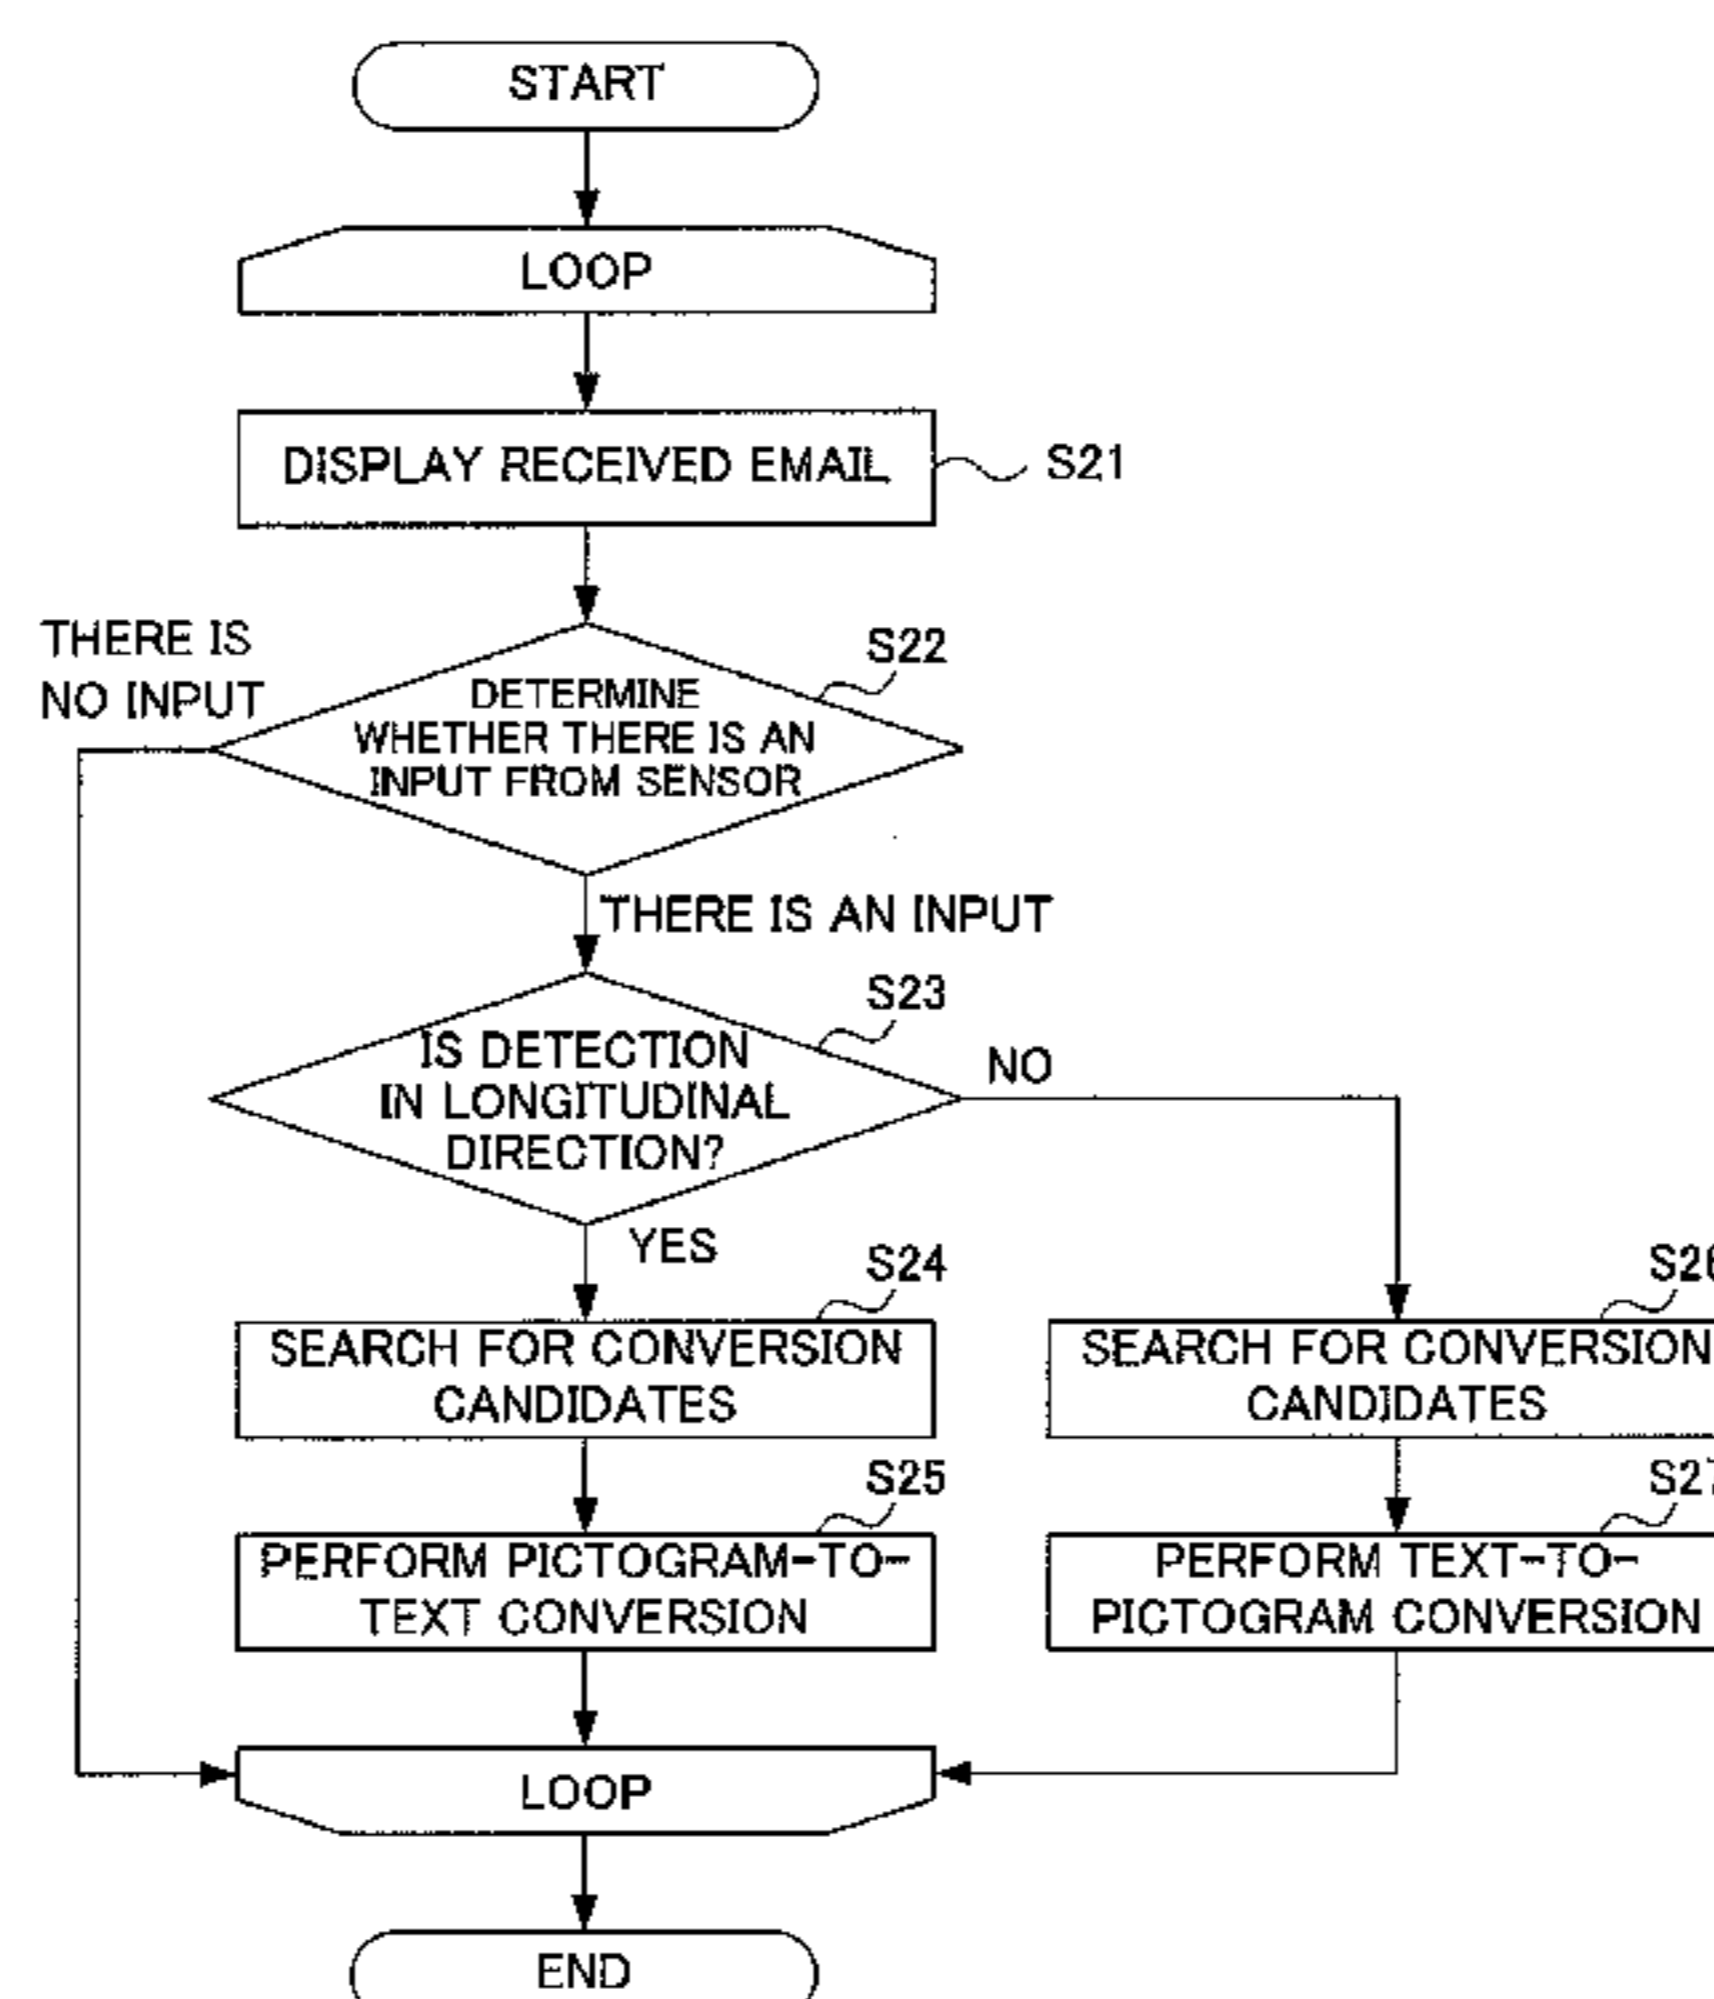 START
LOOP
DISPLAY RECEIVED EMAIL
S21
THERE IS
NO INPUT
S22
DETERMINE
WHETHER THERE IS AN
INPUT FROM SENSOR
THERE IS AN INPUT
S23
IS DETECTION
IN LONGITUDINAL
DIRECTION?
NO
YES
S24
SEARCH FOR CONVERSION
CANDIDATES
S26
SEARCH FOR CONVERSION
CANDIDATES
S25
PERFORM PICTOGRAM-TO-
TEXT CONVERSION
S27
PERFORM TEXT-TO-
PICTOGRAM CONVERSION
LOOP
END